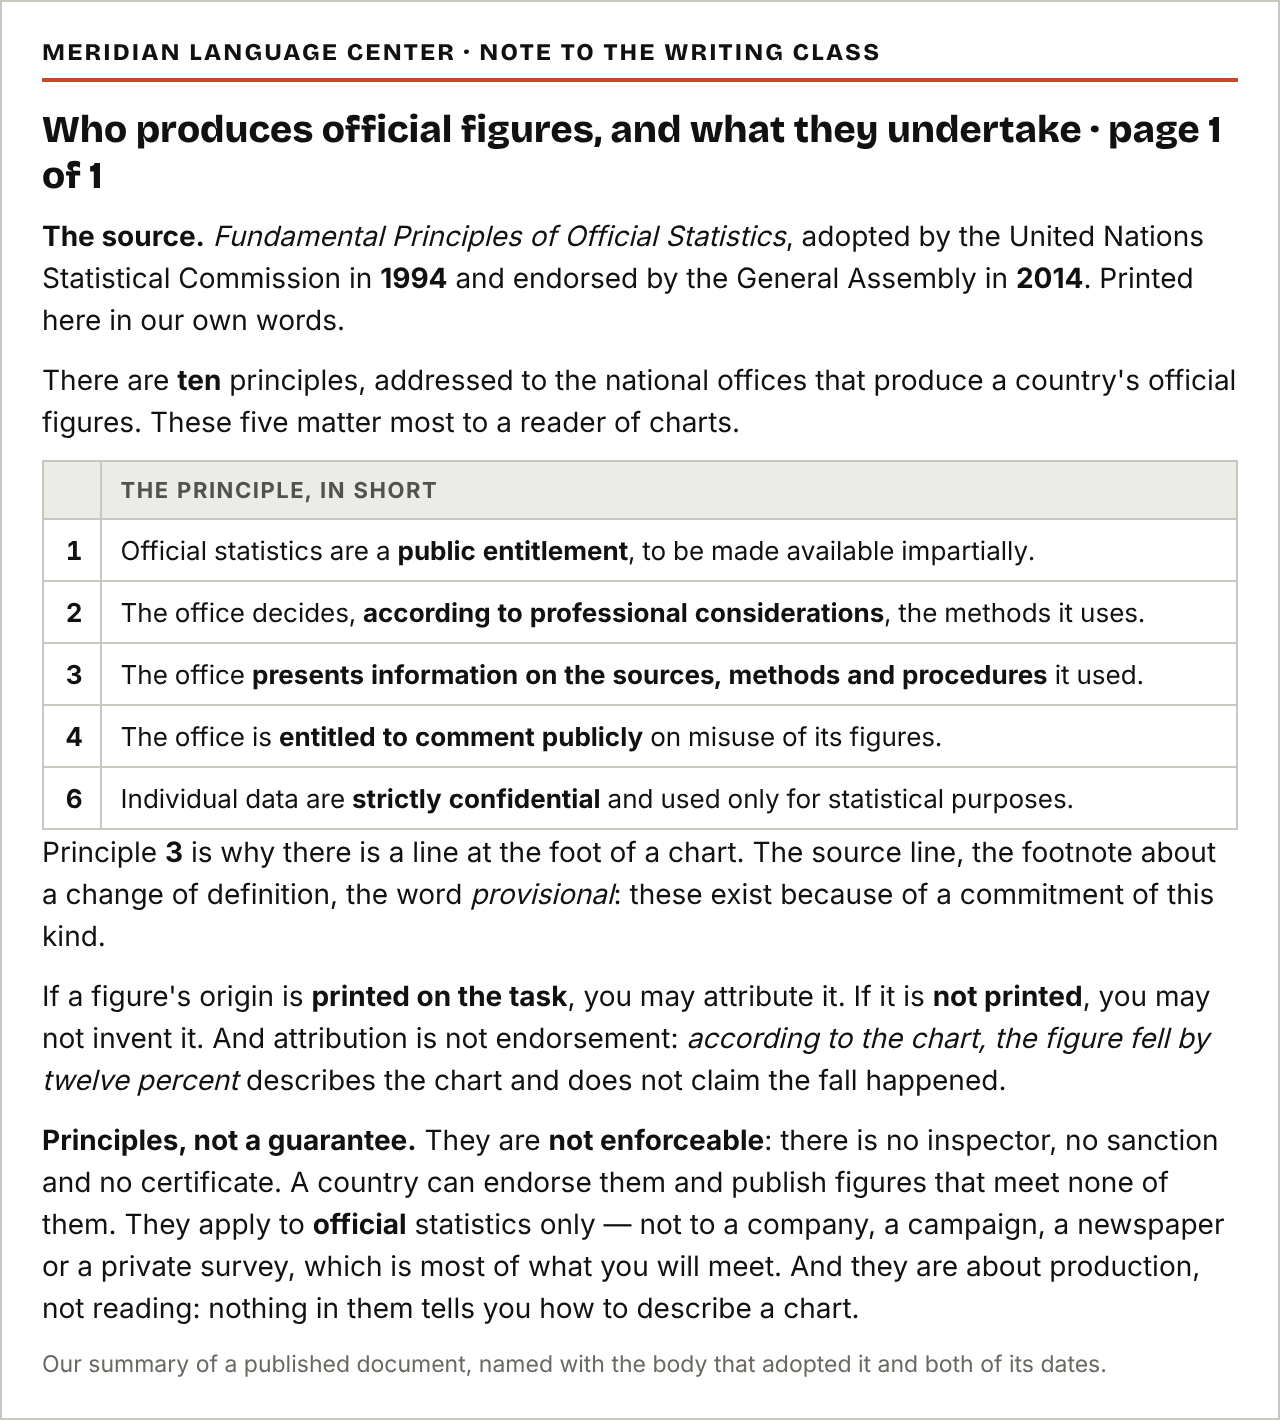 MERIDIAN LANGUAGE CENTER · NOTE TO THE WRITING CLASS
Who produces official figures, and what they undertake · page 1
of 1
The source. Fundamental Principles of Official Statistics, adopted by the United Nations
Statistical Commission in 1994 and endorsed by the General Assembly in 2014. Printed
here in our own words.
There are ten principles, addressed to the national offices that produce a country's official
figures. These five matter most to a reader of charts.
THE PRINCIPLE, IN SHORT
1 Official statistics are a public entitlement, to be made available impartially.
2 The office decides, according to professional considerations, the methods it uses.
3 The office presents information on the sources, methods and procedures it used.
4 The office is entitled to comment publicly on misuse of its figures.
6 Individual data are strictly confidential and used only for statistical purposes.
Principle 3 is why there is a line at the foot of a chart. The source line, the footnote about
a change of definition, the word provisional: these exist because of a commitment of this
kind.
If a figure's origin is printed on the task, you may attribute it. If it is not printed, you may
not invent it. And attribution is not endorsement: according to the chart, the figure fell by
twelve percent describes the chart and does not claim the fall happened.
Principles, not a guarantee. They are not enforceable: there is no inspector, no sanction
and no certificate. A country can endorse them and publish figures that meet none of
them. They apply to official statistics only — not to a company, a campaign, a newspaper
or a private survey, which is most of what you will meet. And they are about production,
not reading: nothing in them tells you how to describe a chart.
Our summary of a published document, named with the body that adopted it and both of its dates.